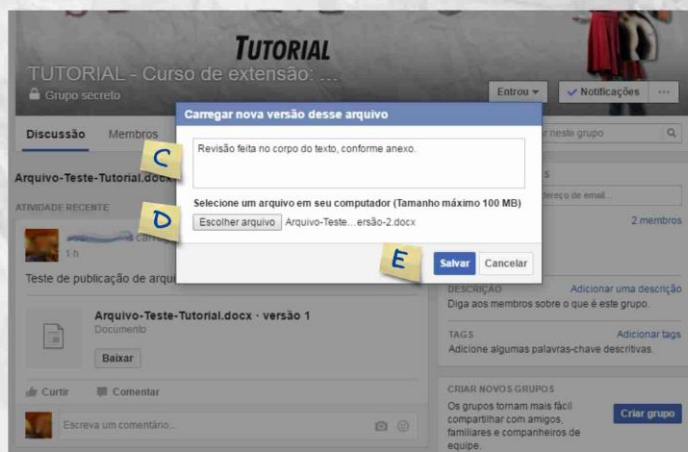 TUTORIAL
TUTORIAL - Curso de extensão: ...
Grupo secreto
Entrou
Notificações
Discussão
Membros
neste grupo
Carregar nova versão desse arquivo
C
Revisão feita no corpo do texto, conforme anexo.
Arquivo-Teste-Tutorial.docx
Selecione um arquivo em seu computador (Tamanho máximo 100 MB)
D
Escolher arquivo
Arquivo-Teste...ersão-2.docx
de email...
ATIVIDADE RECENTE
2 membros
1 h
E
Salvar
Cancelar
Teste de publicação de arqui
DESCRIÇÃO
Adicionar uma descrição
Diga aos membros sobre o que é este grupo.
Arquivo-Teste-Tutorial.docx · versão 1
Documento
Baixar
TAGS
Adicionar tags
Adicione algumas palavras-chave descritivas.
Curtir
Comentar
Escreva um comentário...
CRIAR NOVOS GRUPOS
Os grupos tornam mais fácil
compartilhar com amigos,
familiares e companheiros de
equipe.
Criar grupo